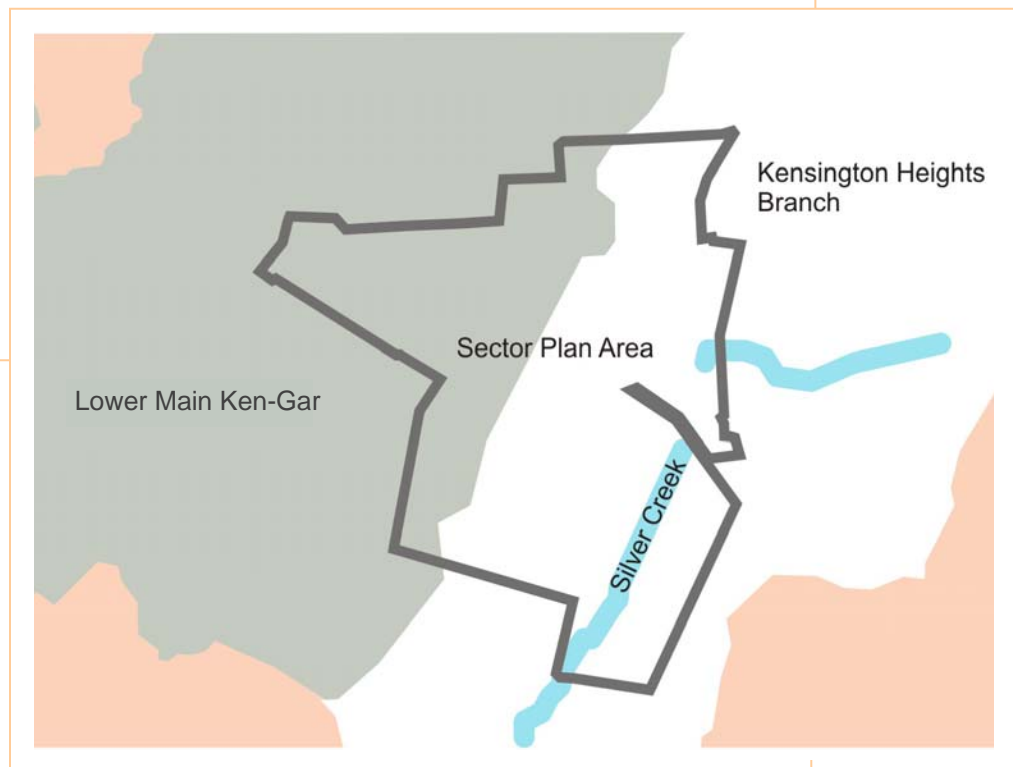 Kensington Heights
Branch
Sector Plan Area
Lower Main Ken-Gar
Silver Creek